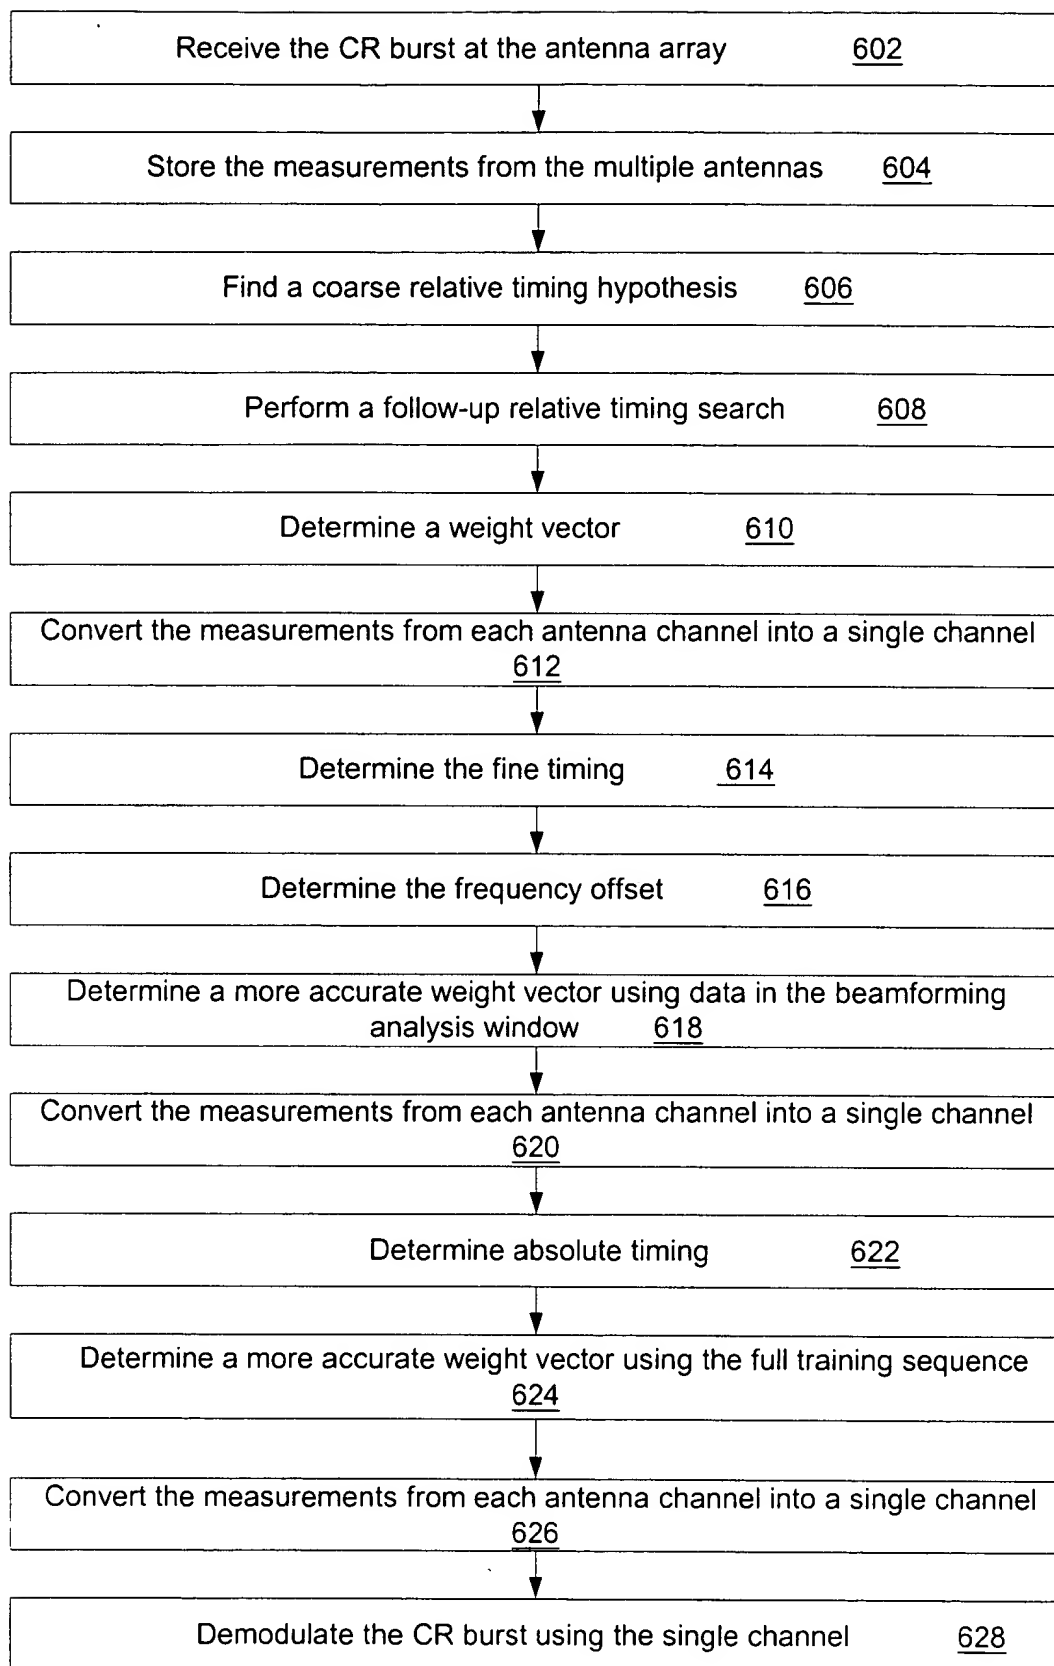 Receive the CR burst at the antenna array 602
Store the measurements from the multiple antennas 604
Find a coarse relative timing hypothesis 606
Perform a follow-up relative timing search 608
Determine a weight vector 610
Convert the measurements from each antenna channel into a single channel
612
Determine the fine timing 614
Determine the frequency offset 616
Determine a more accurate weight vector using data in the beamforming
analysis window 618
Convert the measurements from each antenna channel into a single channel
620
Determine absolute timing 622
Determine a more accurate weight vector using the full training sequence
624
Convert the measurements from each antenna channel into a single channel
626
Demodulate the CR burst using the single channel 628